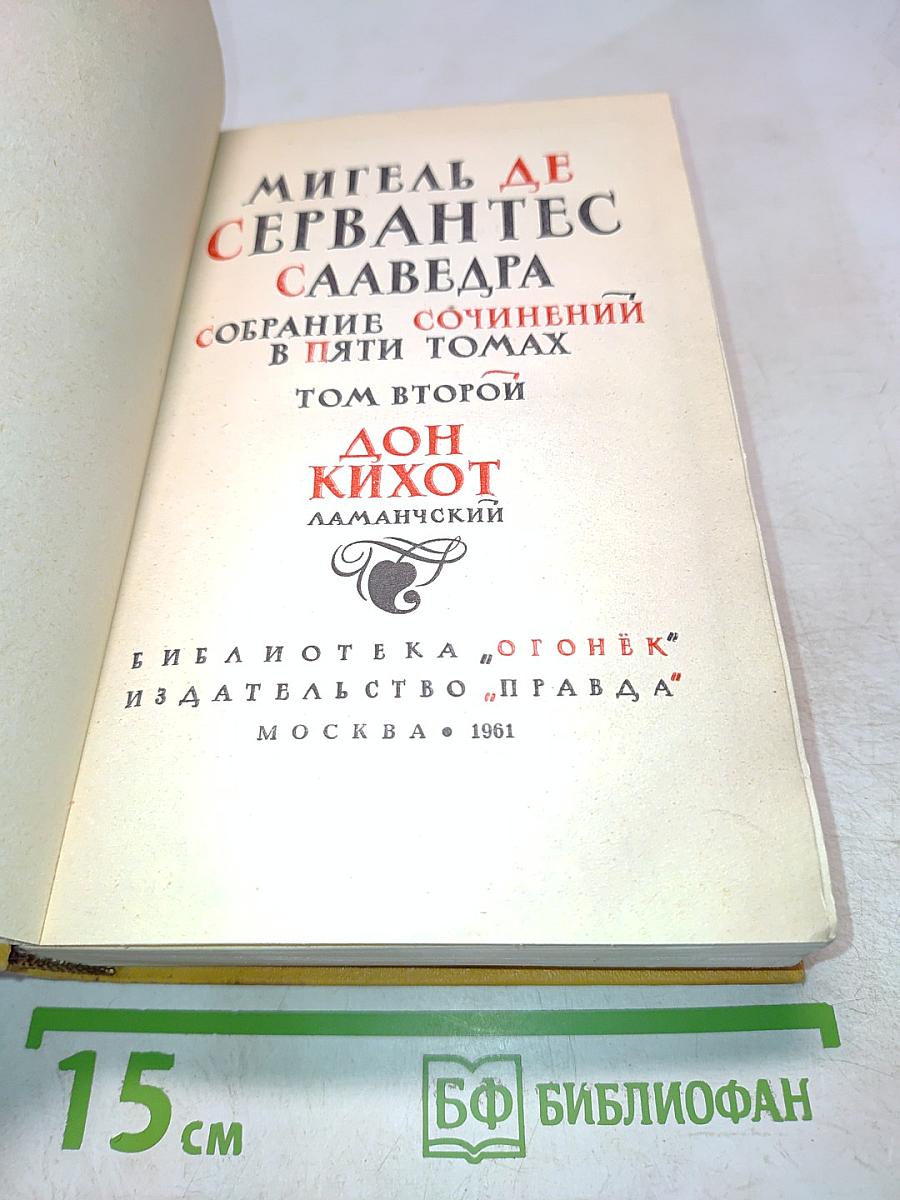 МИГЕЛЬ ДЕ
СЕРВАНТЕС
СААВЕДРА
СОБРАНИЕ СОЧИНЕНИЙ
В ПЯТИ ТОМАХ
ТОМ ВТОРОЙ
ДОН
КИХОТ
ЛАМАНЧСКИЙ
БИБЛИОТЕКА „ОГОНЁК"
ИЗДАТЕЛЬСТВО „ПРАВДА"
МОСКВА • 1961
15 см
БФ БИБЛИОФАН